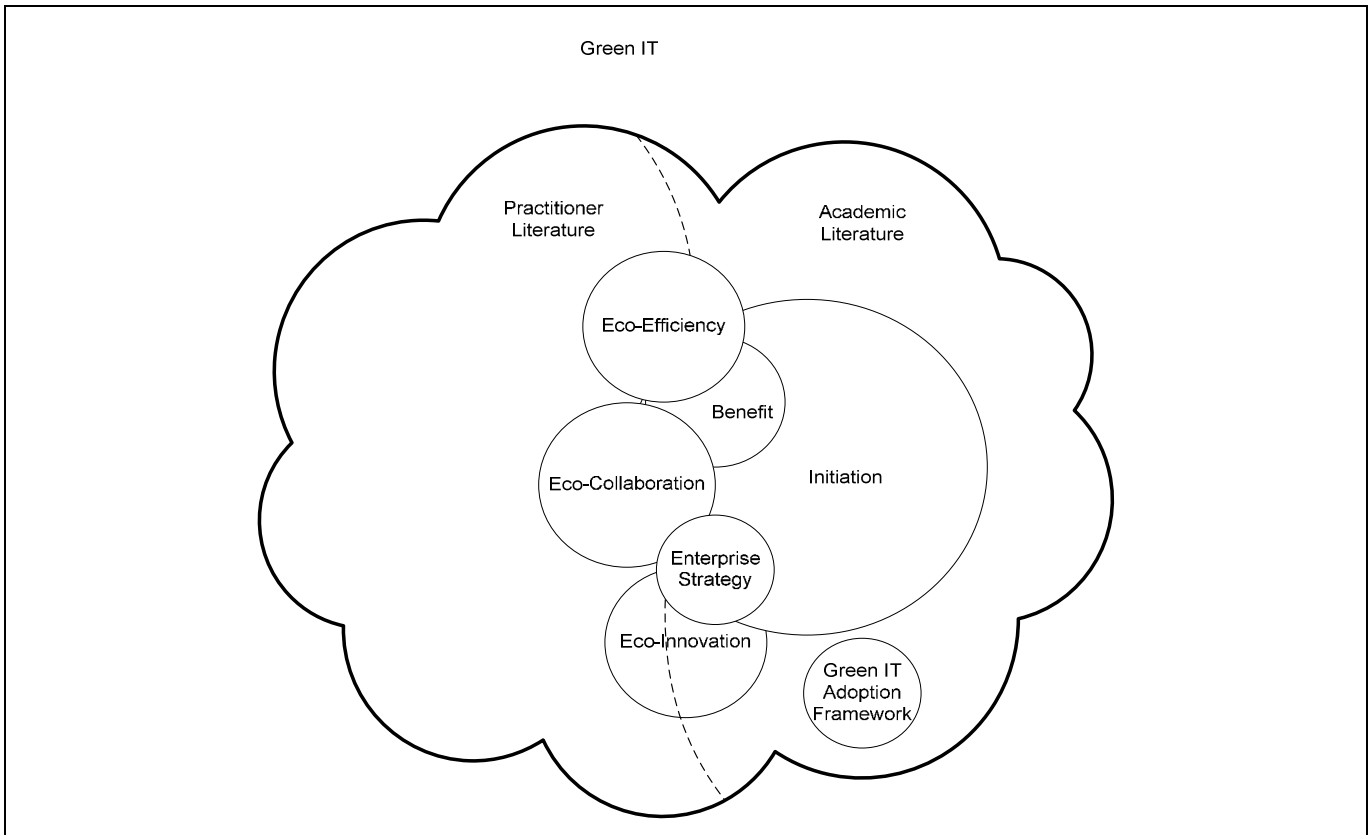 Green IT
Practitioner
Literature
Academic
Literature
Eco-Efficiency
Benefit
Initiation
Eco-Collaboration
Enterprise
Strategy
Eco-Innovation
Green IT
Adoption
Framework